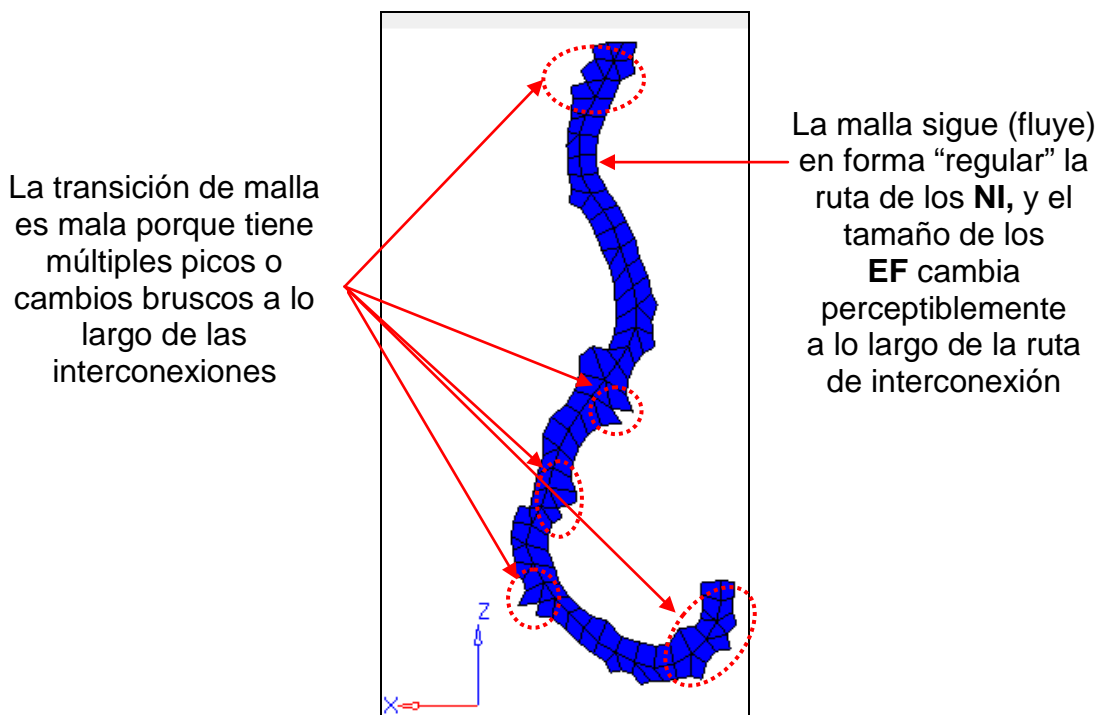 La transición de malla
es mala porque tiene
múltiples picos o
cambios bruscos a lo
largo de las
interconexiones
La malla sigue (fluye)
en forma “regular” la
ruta de los NI, y el
tamaño de los
EF cambia
perceptiblemente
a lo largo de la ruta
de interconexión
Z
X